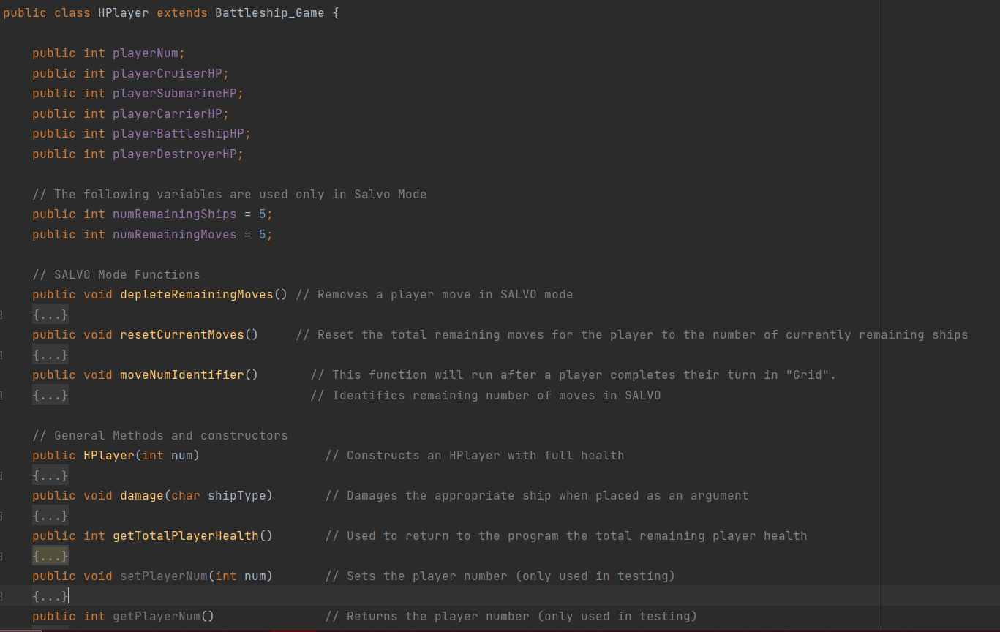 public class HPlayer extends Battleship_Game {
public int playerNum;
public int playerCruiserHP;
public int playerSubmarineHP;
public int playerCarrierHP;
public int playerBattleshipHP;
public int playerDestroyerHP;
// The following variables are used only in Salvo Mode
public int numRemainingShips = 5;
public int numRemainingMoves = 5;
// SALVO Mode Functions
public void depleteRemainingMoves() // Removes a player move in SALVO mode
{...}
public void resetCurrentMoves() // Reset the total remaining moves for the player to the number of currently remaining ships
{...}
public void moveNumIdentifier() // This function will run after a player completes their turn in "Grid".
{...} // Identifies remaining number of moves in SALVO
// General Methods and constructors
public HPlayer(int num) // Constructs an HPlayer with full health
{...}
public void damage(char shipType) // Damages the appropriate ship when placed as an argument
{...}
public int getTotalPlayerHealth() // Used to return to the program the total remaining player health
{...}
public void setPlayerNum(int num) // Sets the player number (only used in testing)
{...}
public int getPlayerNum() // Returns the player number (only used in testing)